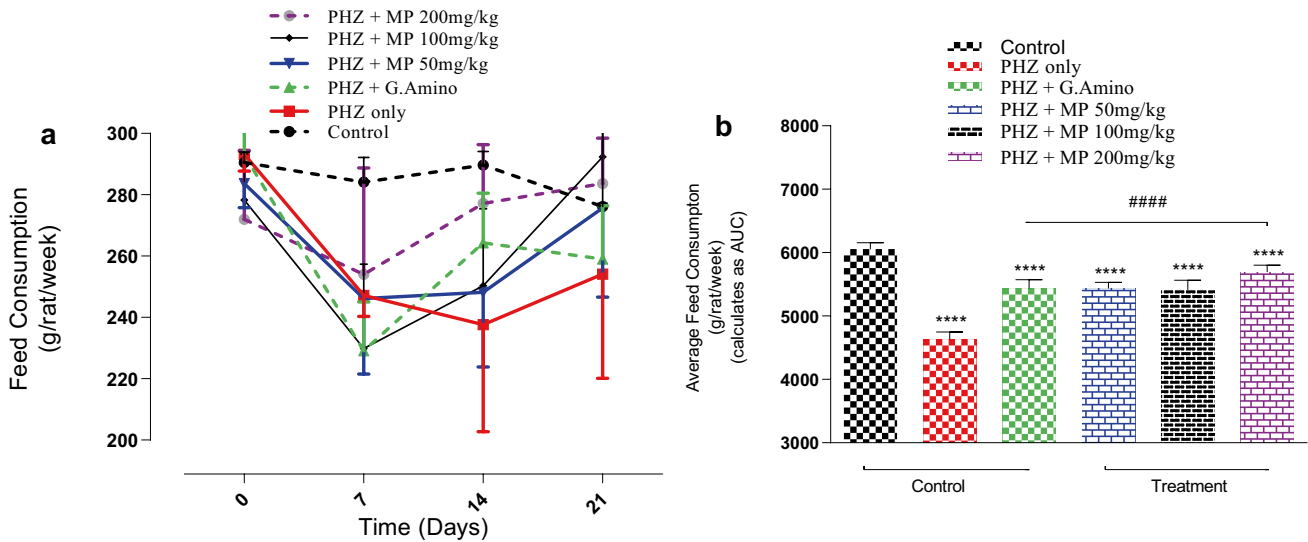 PHZ + MP 200mg/kg
PHZ + MP 100mg/kg
PHZ + MP 50mg/kg
PHZ + G.Amino
PHZ only
Control
a
300
280
260
240
220
200
Feed Consumption
(g/rat/week)
0
7
14
21
Time (Days)
Control
PHZ only
PHZ + G.Amino
PHZ + MP 50mg/kg
PHZ + MP 100mg/kg
PHZ + MP 200mg/kg
b
8000
7000
6000
5000
4000
3000
Average Feed Consumpton
(g/rat/week)
(calculates as AUC)
####
****
****
****
****
****
Control
Treatment